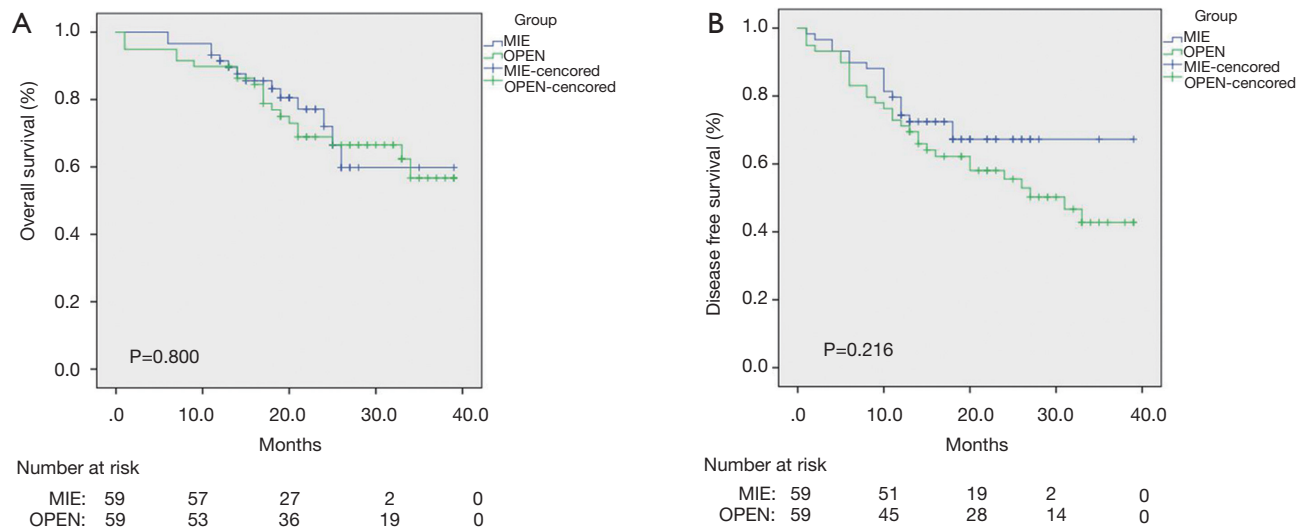 A
Overall survival (%)
1.0
0.8
0.6
0.4
0.2
0.0
P=0.800
.0 10.0 20.0 30.0 40.0
Months
Group
MIE
OPEN
MIE-cencored
OPEN-cencored
Number at risk
MIE: 59 57 27 2 0
OPEN: 59 53 36 19 0
B
Disease free survival (%)
1.0
0.8
0.6
0.4
0.2
0.0
P=0.216
.0 10.0 20.0 30.0 40.0
Months
Group
MIE
OPEN
MIE-cencored
OPEN-cencored
Number at risk
MIE: 59 51 19 2 0
OPEN: 59 45 28 14 0